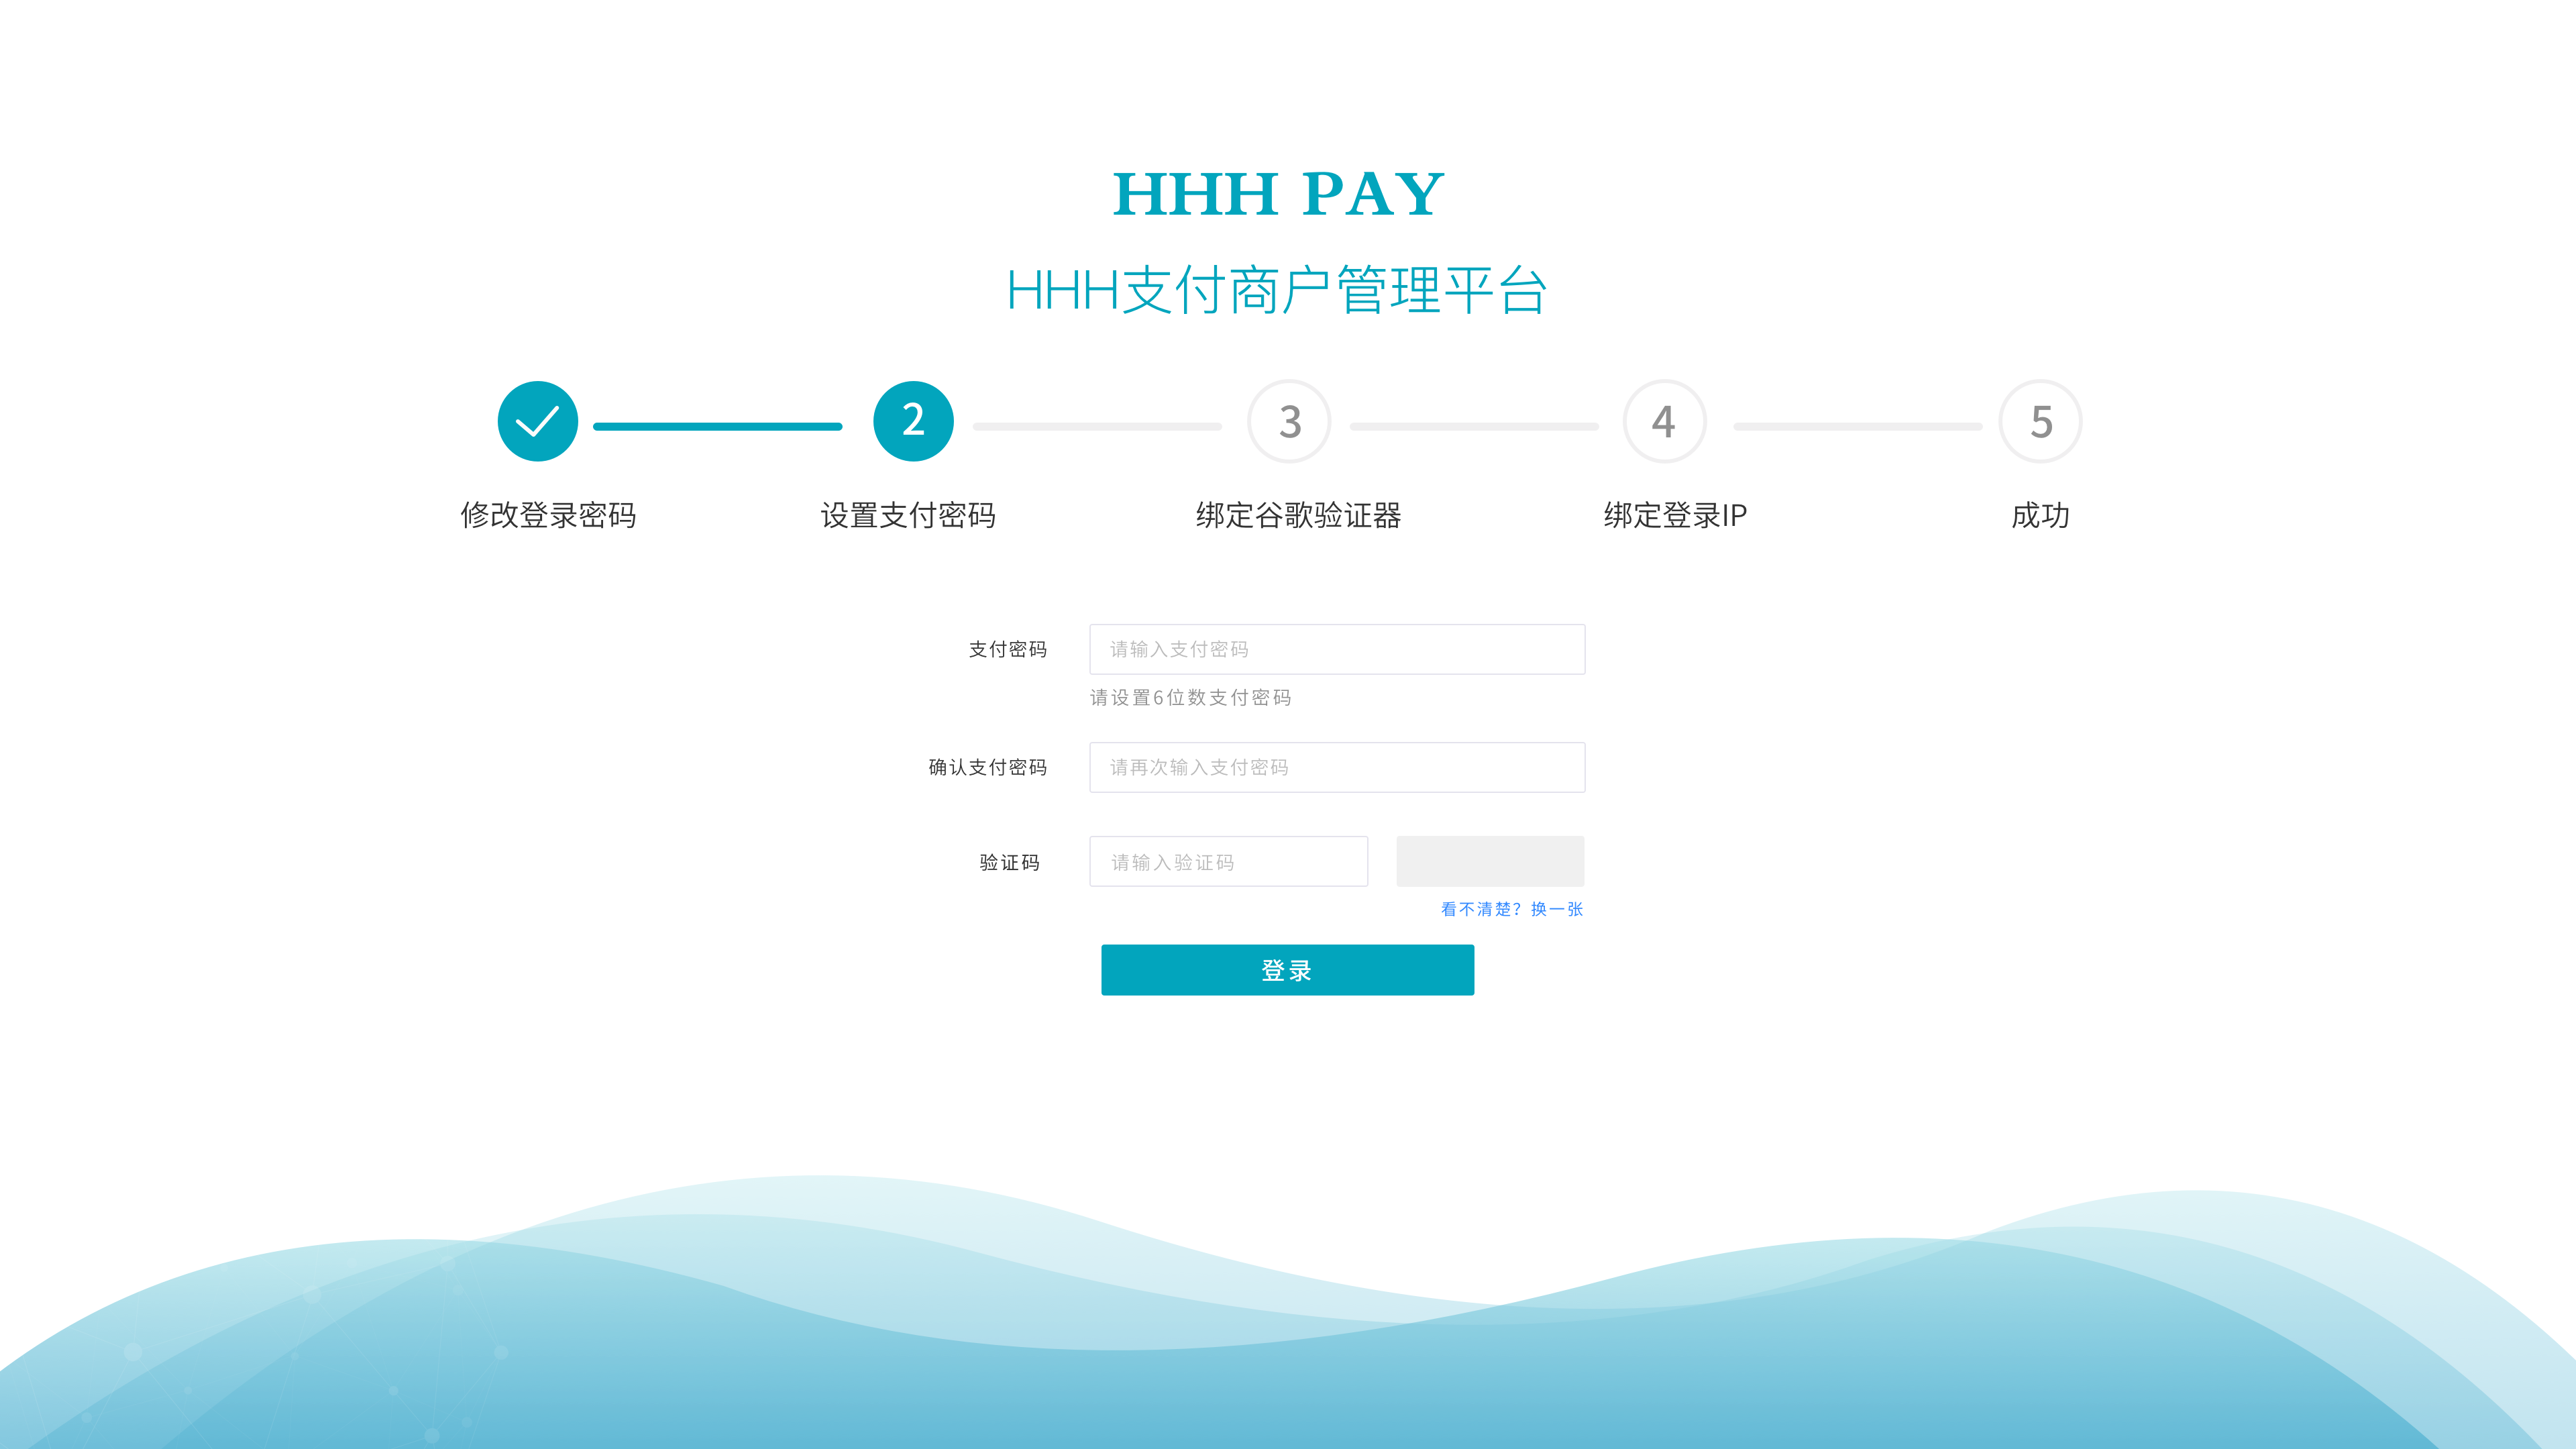 HHH PAY
HHH支付商户管理平台
2 3 4 5
修改登录密码 设置支付密码 绑定谷歌验证器 绑定登录IP 成功
支付密码 请输入支付密码
请设置6位数支付密码
确认支付密码 请再次输入支付密码
验证码 请输入验证码
看不清楚？换一张
登录